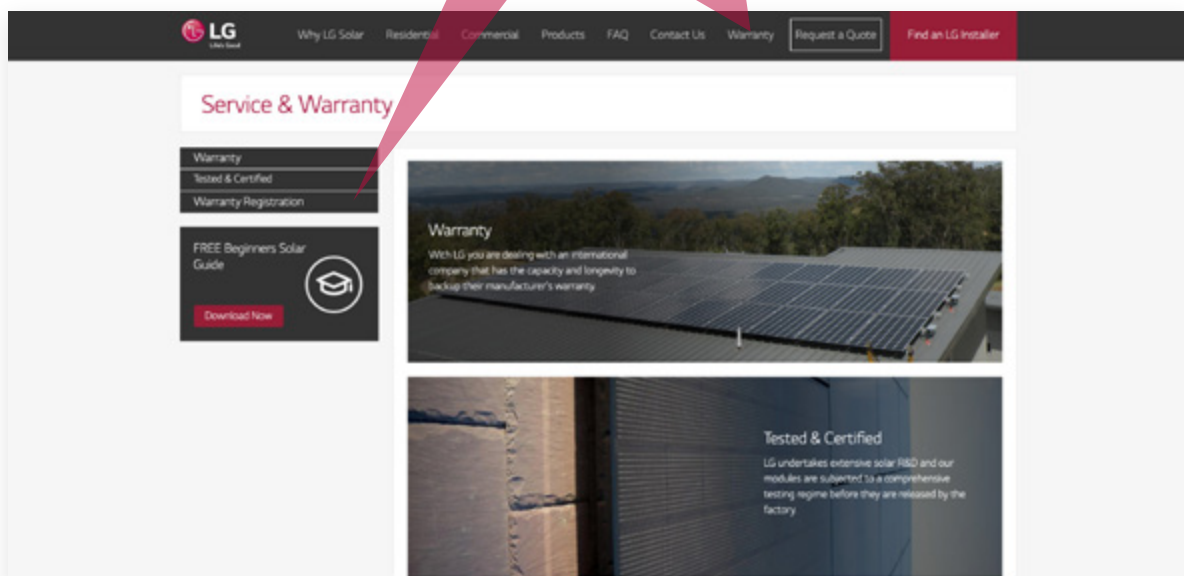 LG
Life's Good
Why LG Solar
Residential
Commercial
Products
FAQ
Contact Us
Warranty
Request a Quote
Find an LG Installer
Service & Warranty
Warranty
Tested & Certified
Warranty Registration
FREE Beginners Solar
Guide
Download Now
Warranty
With LG you are dealing with an international
company that has the capacity and longevity to
backup their manufacturer's warranty.
Tested & Certified
LG undertakes extensive solar R&D and our
modules are subjected to a comprehensive
testing regime before they are released by the
factory.